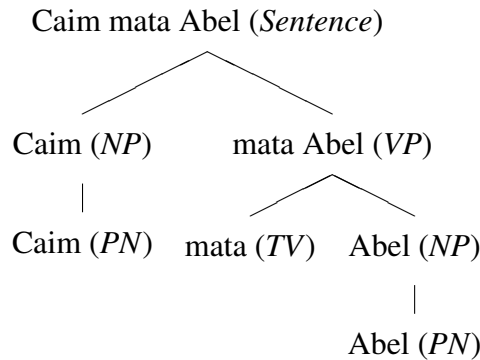 Caim mata Abel (Sentence)
Caim (NP) mata Abel (VP)
Caim (PN) mata (TV) Abel (NP)
Abel (PN)